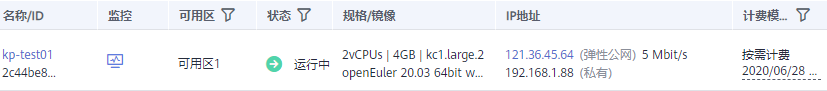 名称/ID 监控 可用区 状态 规格/镜像 IP地址 计费模...
kp-test01
2c44be8...
可用区1
运行中
2vCPUs | 4GB | kc1.large.2
openEuler 20.03 64bit w...
121.36.45.64 (弹性公网) 5 Mbit/s
192.168.1.88 (私有)
按需计费
2020/06/28 ...